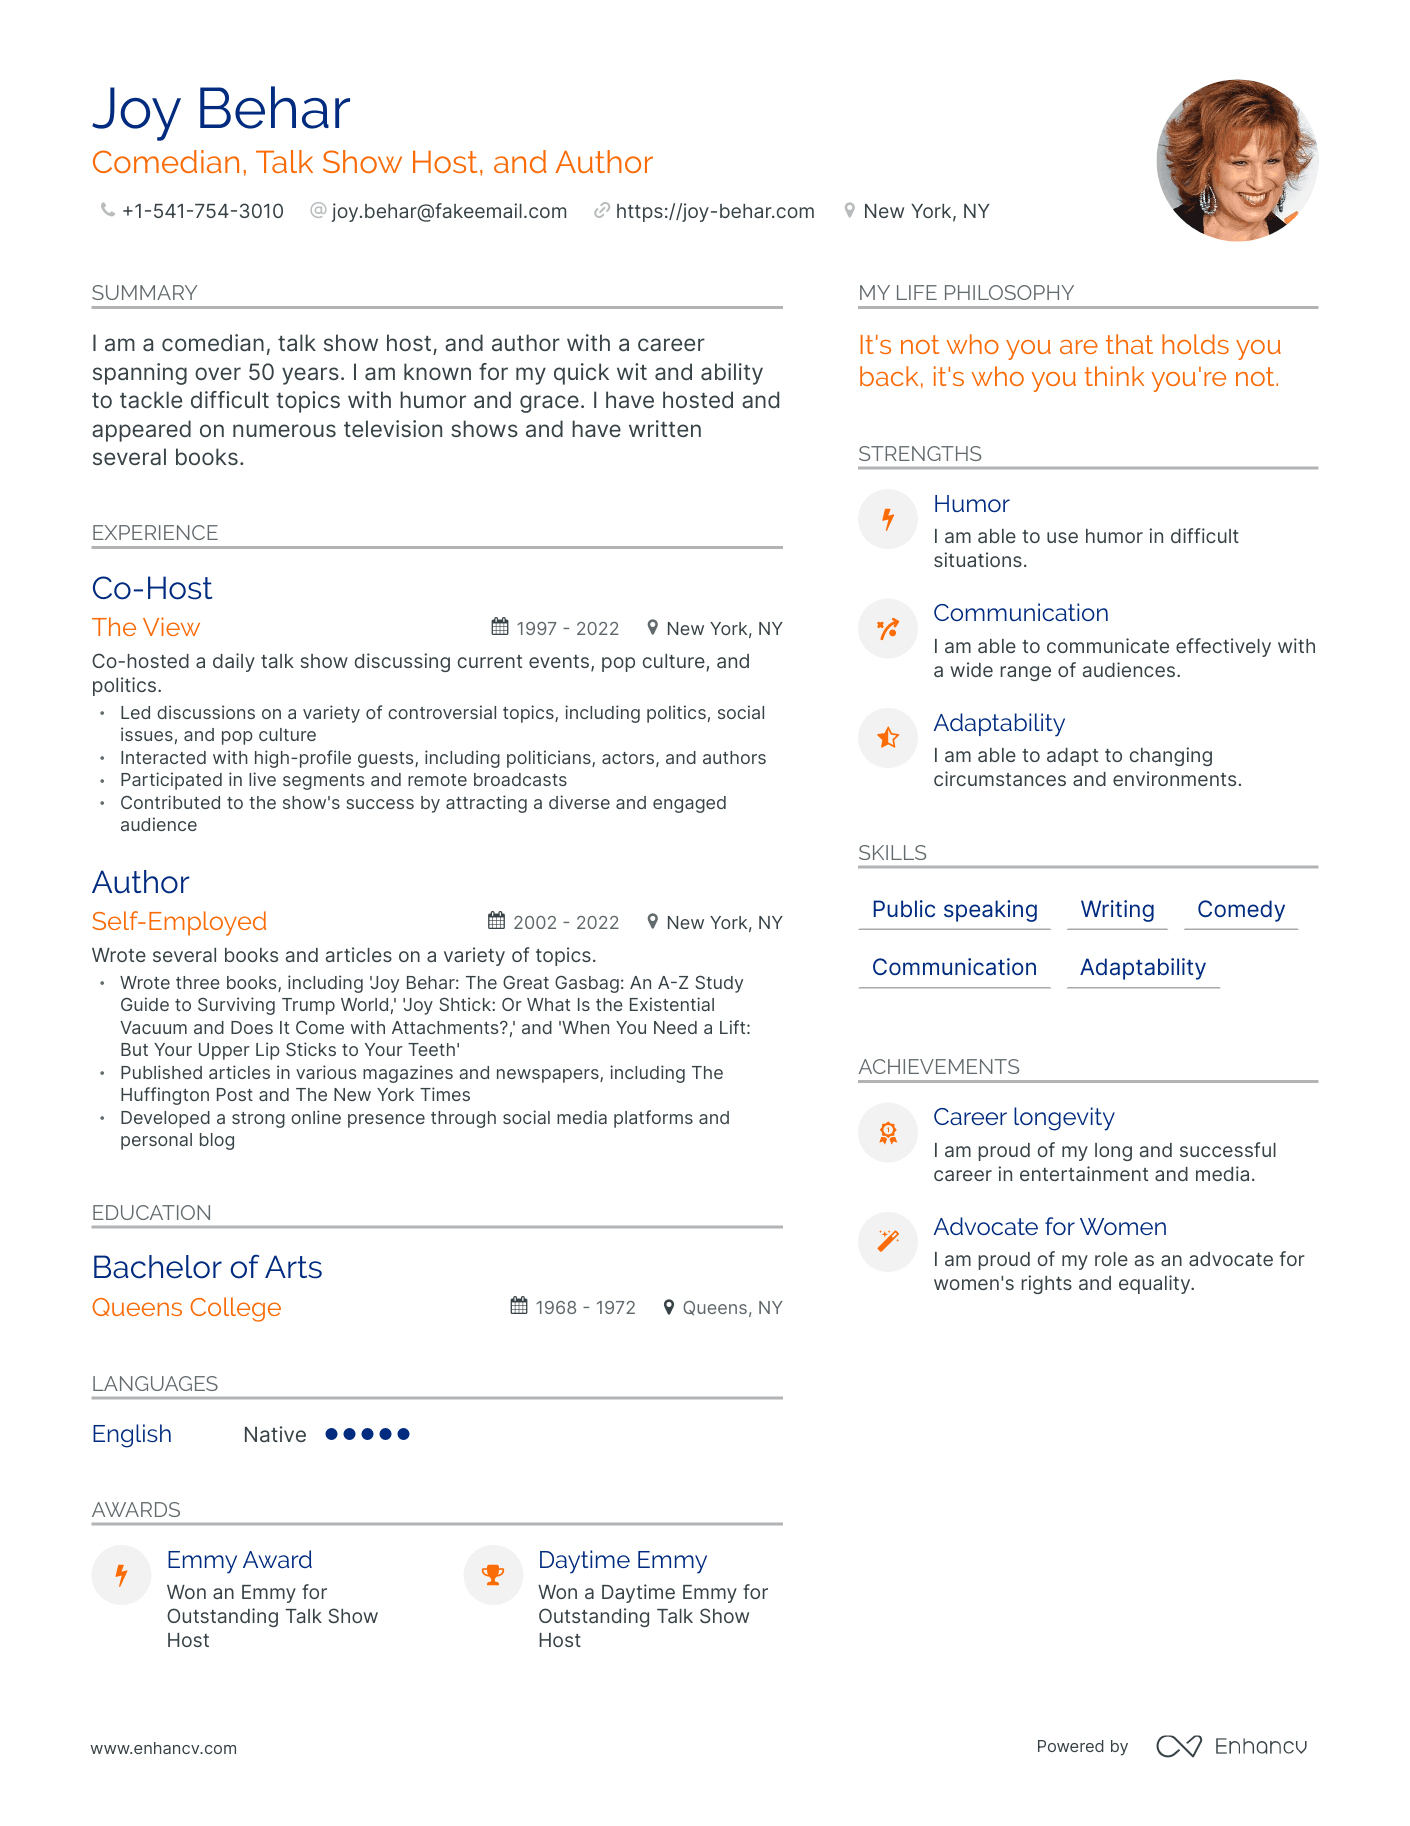 Joy Behar
Comedian, Talk Show Host, and Author
+1-541-754-3010 joy.behar@fakeemail.com https://joy-behar.com New York, NY
SUMMARY
I am a comedian, talk show host, and author with a career
spanning over 50 years. I am known for my quick wit and ability
to tackle difficult topics with humor and grace. I have hosted and
appeared on numerous television shows and have written
several books.
EXPERIENCE
Co-Host
The View 1997 - 2022 New York, NY
Co-hosted a daily talk show discussing current events, pop culture, and
politics.
• Led discussions on a variety of controversial topics, including politics, social
issues, and pop culture
• Interacted with high-profile guests, including politicians, actors, and authors
• Participated in live segments and remote broadcasts
• Contributed to the show's success by attracting a diverse and engaged
audience
Author
Self-Employed 2002 - 2022 New York, NY
Wrote several books and articles on a variety of topics.
• Wrote three books, including 'Joy Behar: The Great Gasbag: An A-Z Study
Guide to Surviving Trump World,' 'Joy Shtick: Or What Is the Existential
Vacuum and Does It Come with Attachments?,' and 'When You Need a Lift:
But Your Upper Lip Sticks to Your Teeth'
• Published articles in various magazines and newspapers, including The
Huffington Post and The New York Times
• Developed a strong online presence through social media platforms and
personal blog
EDUCATION
Bachelor of Arts
Queens College 1968 - 1972 Queens, NY
LANGUAGES
English Native
AWARDS
Emmy Award
Won an Emmy for
Outstanding Talk Show
Host
Daytime Emmy
Won a Daytime Emmy for
Outstanding Talk Show
Host
MY LIFE PHILOSOPHY
It's not who you are that holds you
back, it's who you think you're not.
STRENGTHS
Humor
I am able to use humor in difficult
situations.
Communication
I am able to communicate effectively with
a wide range of audiences.
Adaptability
I am able to adapt to changing
circumstances and environments.
SKILLS
Public speaking Writing Comedy
Communication Adaptability
ACHIEVEMENTS
Career longevity
I am proud of my long and successful
career in entertainment and media.
Advocate for Women
I am proud of my role as an advocate for
women's rights and equality.
www.enhancv.com
Powered by Enhancv